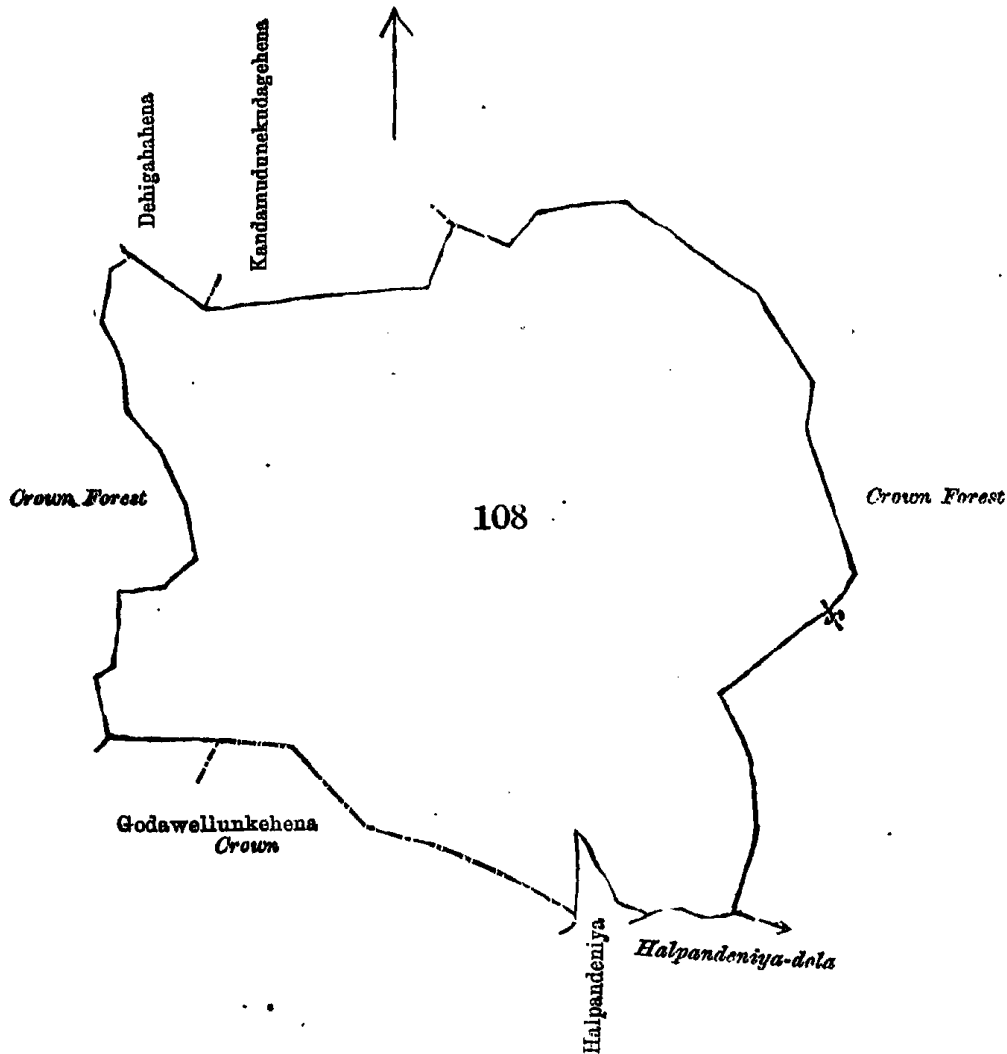 Dehigahahena
Kandamudunekudagehena
Crown Forest
108
Crown Forest
Godawellunkehena
Crown
Halpandeniya
Halpandeniya-dola